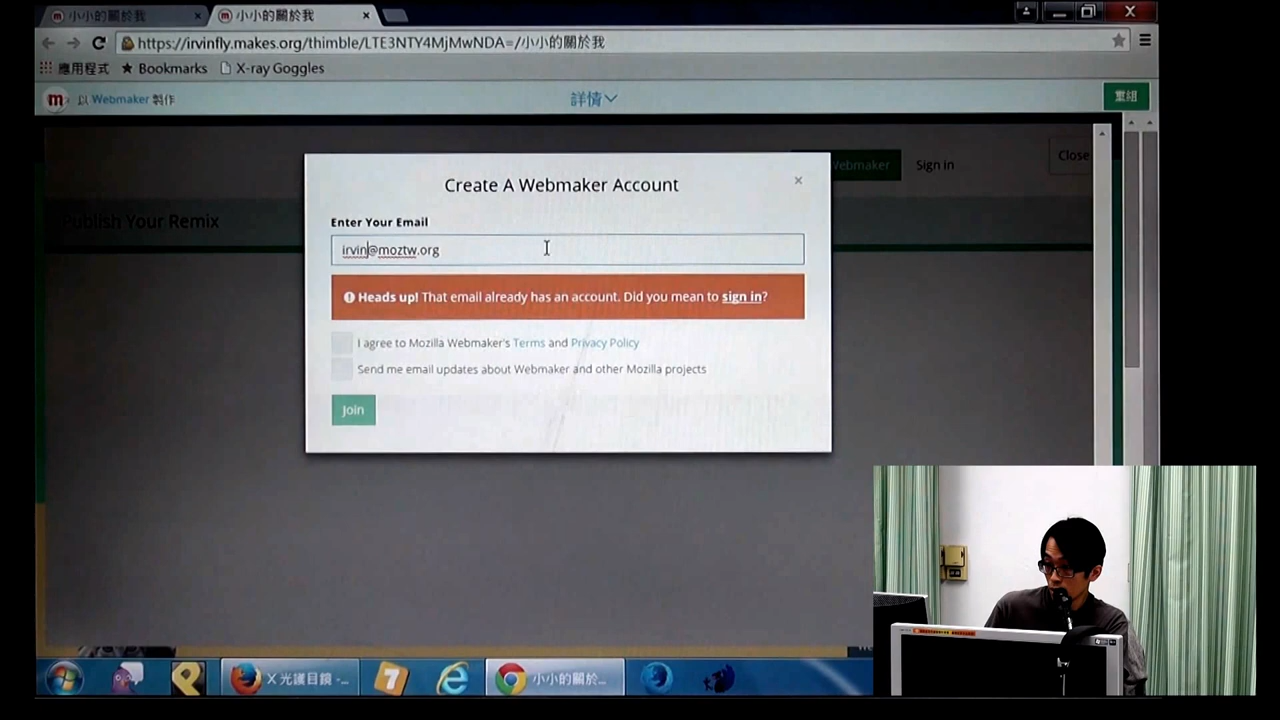 小小的關於我
小小的關於我
https://irvinfly.makes.org/thimble/LTE3NTY4MjMwNDA=/小小的關於我
應用程式 Bookmarks X-ray Goggles
m 以 Webmaker 製作 詳情 重組
Webmaker Sign in Close
Publish Your Remix
Create A Webmaker Account ×
Enter Your Email
irvin@moztw.org
Heads up! That email already has an account. Did you mean to sign in?
I agree to Mozilla Webmaker's Terms and Privacy Policy
Send me email updates about Webmaker and other Mozilla projects
Join
X 光護目鏡 -... 7 小小的關於...